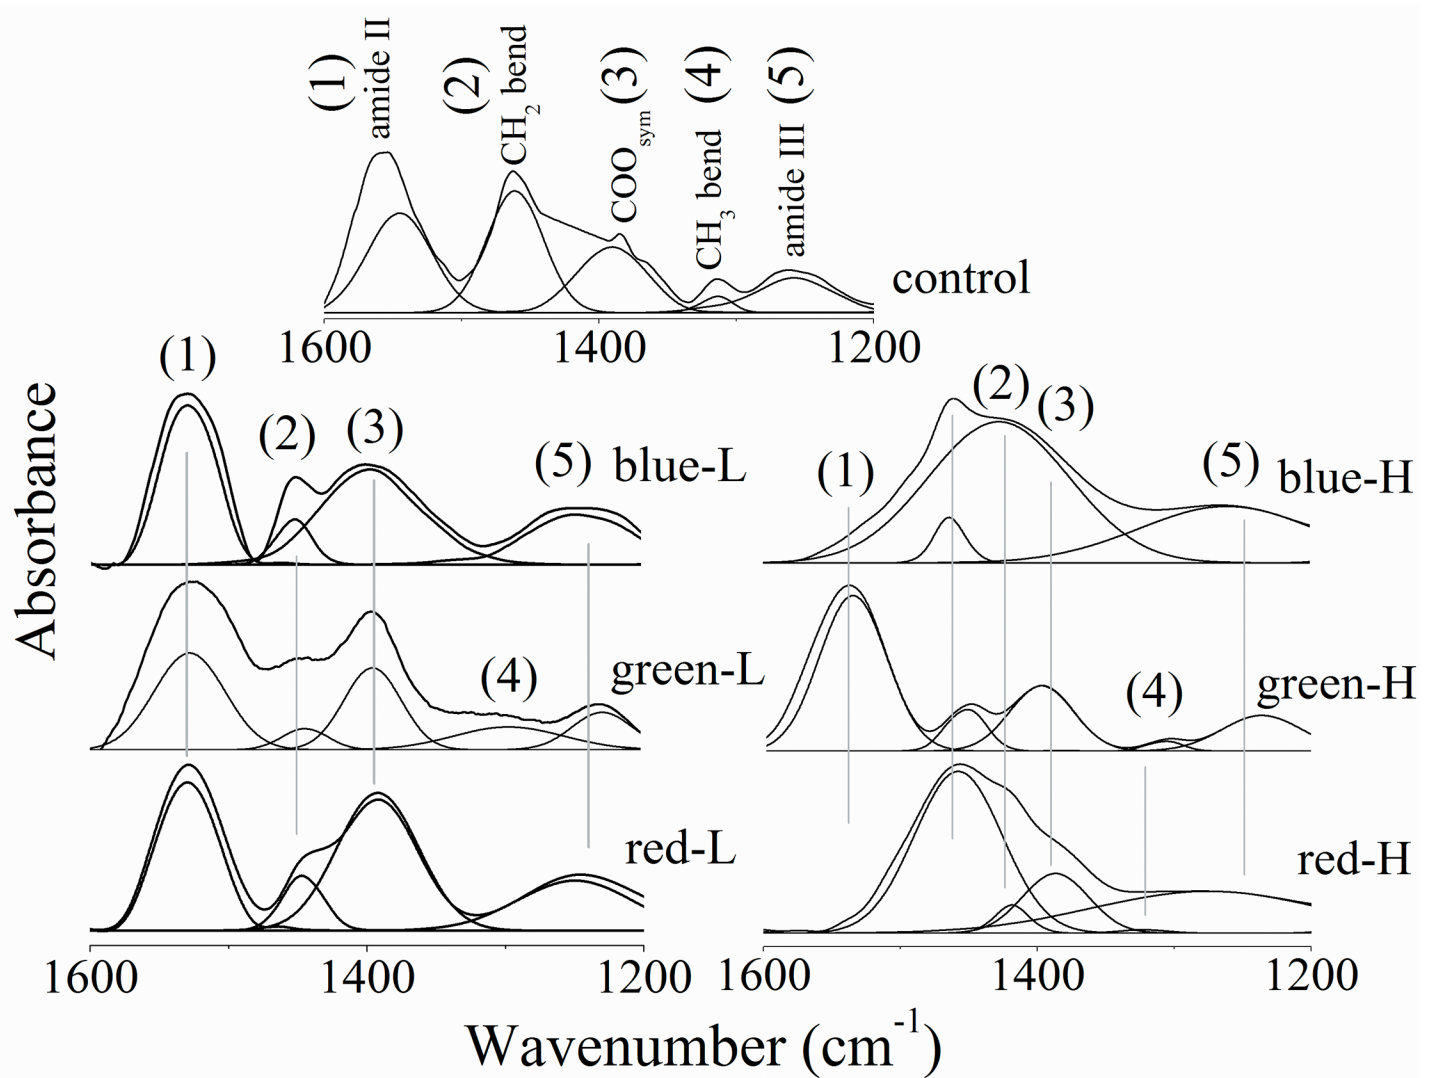 (1)
amide II
(2)
CH2 bend
COOsym (3)
CH3 bend (4)
amide III (5)
control
1600
1400
1200
Absorbance
(1)
(2)
(3)
(5)
blue-L
(4)
green-L
red-L
1600
1400
1200
(1)
(2)
(3)
(5)
blue-H
(4)
green-H
red-H
1600
1400
1200
Wavenumber (cm-1)